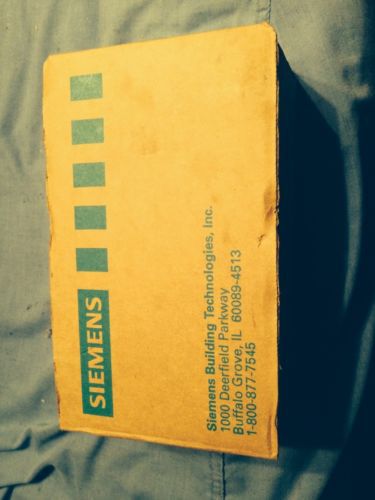 SIEMENS
Siemens Building Technologies, Inc.
1000 Deerfield Parkway
Buffalo Grove, IL 60089-4513
1-800-877-7545